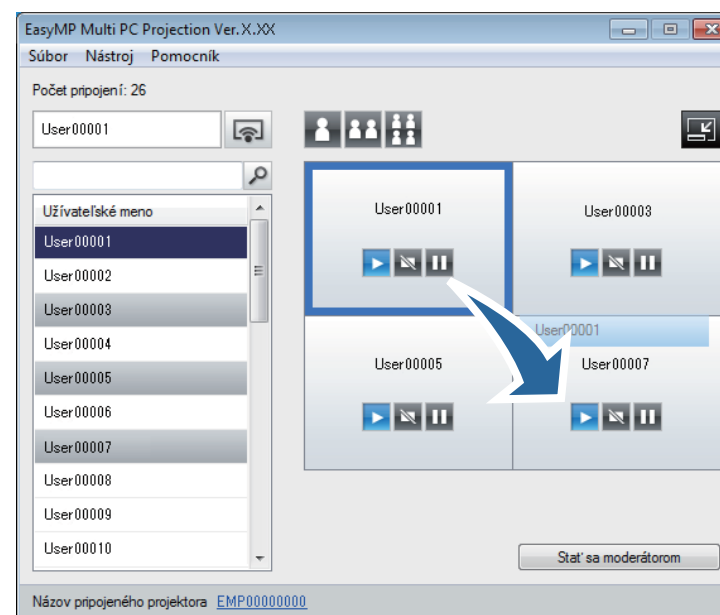 EasyMP Multi PC Projection Ver.X.XX
Súbor Nástroj Pomocník
Počet pripojení: 26
User00001
Užívateľské meno
User00001
User00002
User00003
User00004
User00005
User00006
User00007
User00008
User00009
User00010
User00001
User00003
User00005
User00001
User00007
Stať sa moderátorom
Názov pripojeného projektora EMP00000000